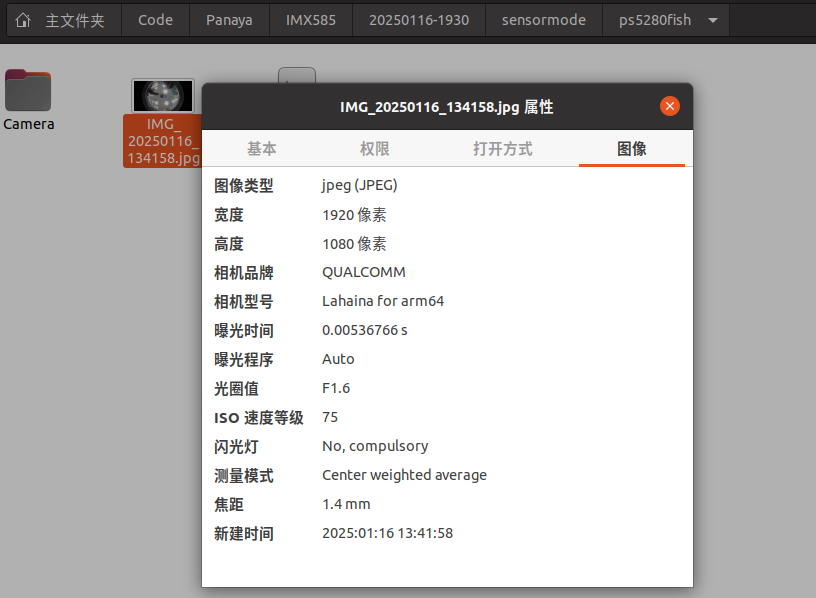 主文件夹 Code Panaya IMX585 20250116-1930 sensormode ps5280fish
Camera
IMG_
20250116_
134158.jpg
IMG_20250116_134158.jpg 属性
基本 权限 打开方式 图像
图像类型 jpeg (JPEG)
宽度 1920 像素
高度 1080 像素
相机品牌 QUALCOMM
相机型号 Lahaina for arm64
曝光时间 0.00536766 s
曝光程序 Auto
光圈值 F1.6
ISO 速度等级 75
闪光灯 No, compulsory
测量模式 Center weighted average
焦距 1.4 mm
新建时间 2025:01:16 13:41:58